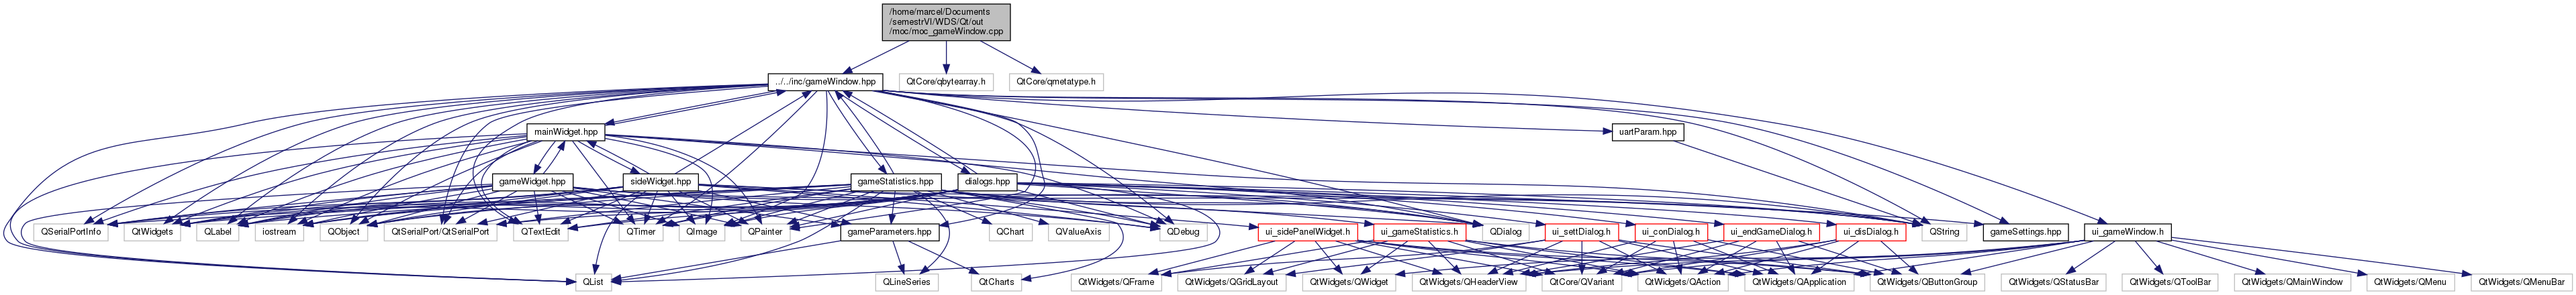 /home/marcel/Documents
/semestrVI/WDS/Qt/out
/moc/moc_gameWindow.cpp
../../inc/gameWindow.hpp
QtCore/qbytearray.h
QtCore/qmetatype.h
mainWidget.hpp
uartParam.hpp
gameWidget.hpp
sideWidget.hpp
gameStatistics.hpp
dialogs.hpp
QSerialPortInfo
QtWidgets
QLabel
iostream
QObject
QtSerialPort/QtSerialPort
QTextEdit
QTimer
QImage
QPainter
gameParameters.hpp
QChart
QValueAxis
QDebug
ui_sidePanelWidget.h
ui_gameStatistics.h
QDialog
ui_settDialog.h
ui_conDialog.h
ui_endGameDialog.h
ui_disDialog.h
QString
gameSettings.hpp
ui_gameWindow.h
QList
QLineSeries
QtCharts
QtWidgets/QFrame
QtWidgets/QGridLayout
QtWidgets/QWidget
QtWidgets/QHeaderView
QtCore/QVariant
QtWidgets/QAction
QtWidgets/QApplication
QtWidgets/QButtonGroup
QtWidgets/QStatusBar
QtWidgets/QToolBar
QtWidgets/QMainWindow
QtWidgets/QMenu
QtWidgets/QMenuBar